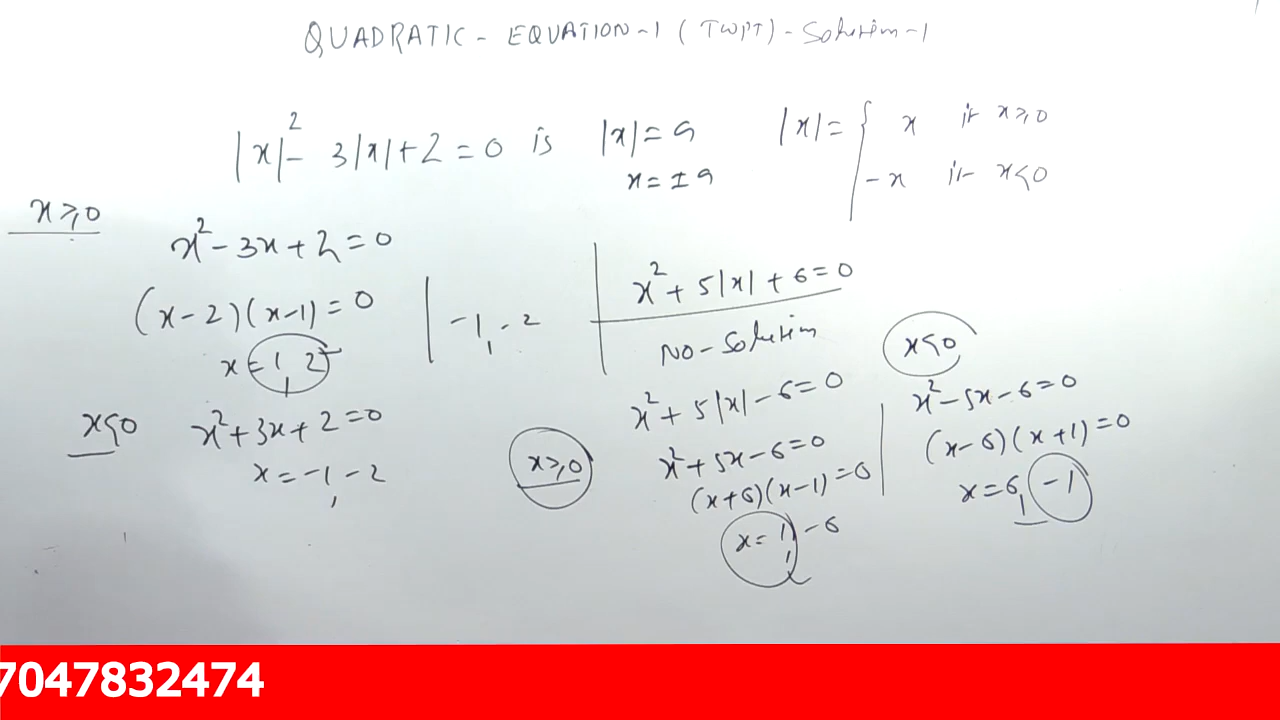 QUADRATIC - EQUATION-1 (TWPT) - Solution-1
|x|² - 3|x| + 2 = 0 is
|x| = a
x = ± a
|x| = { x if x ≥ 0
-x if x < 0
x ≥ 0
x² - 3x + 2 = 0
(x-2)(x-1) = 0
x = 1, 2
-1, -2
x < 0
x² + 3x + 2 = 0
x = -1, -2
x² + 5|x| + 6 = 0
No-Solution
x² + 5|x| - 6 = 0
x ≥ 0
x² + 5x - 6 = 0
(x+6)(x-1) = 0
x = 1, -6
x < 0
x² - 5x - 6 = 0
(x-6)(x+1) = 0
x = 6, -1
7047832474